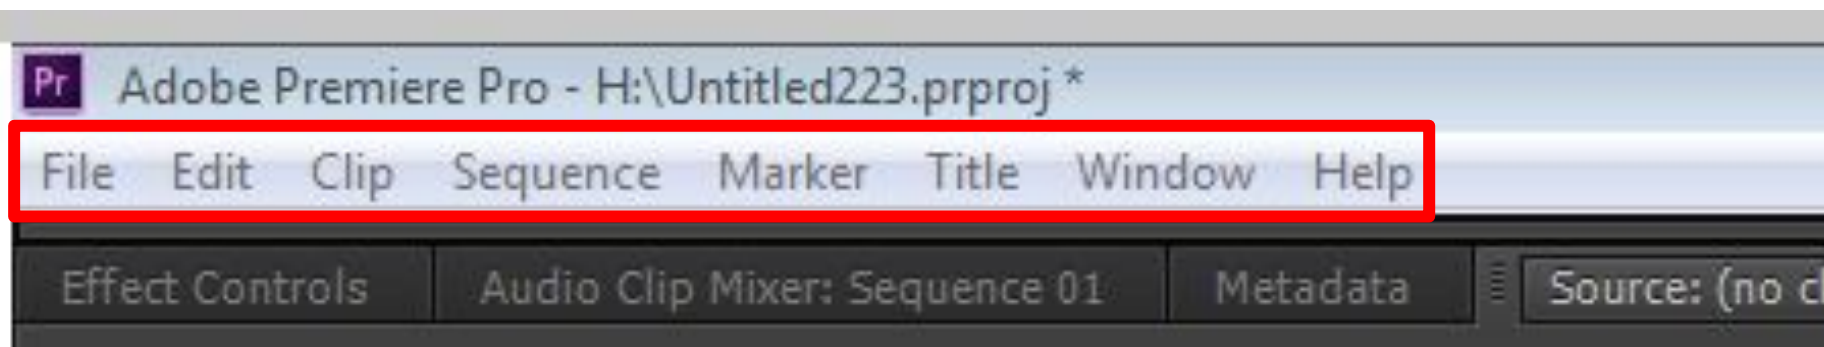 Pr Adobe Premiere Pro - H:\Untitled223.prproj *
File Edit Clip Sequence Marker Title Window Help
Effect Controls Audio Clip Mixer: Sequence 01 Metadata Source: (no